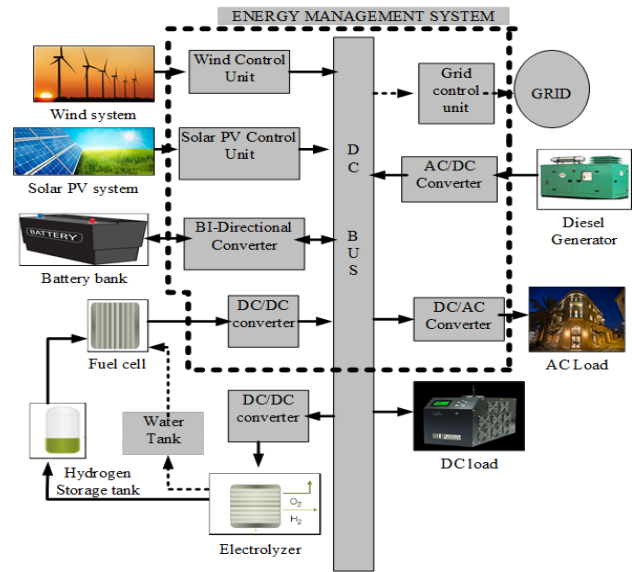 ENERGY MANAGEMENT SYSTEM
Wind Control
Unit
Wind system
Grid
control
unit
GRID
Solar PV Control
Unit
Solar PV system
D
C
BUS
AC/DC
Converter
Diesel
Generator
BATTERY
BI-Directional
Converter
Battery bank
DC/DC
converter
Fuel cell
DC/AC
Converter
AC Load
DC/DC
converter
Water
Tank
Hydrogen
Storage tank
DC load
O2
H2
Electrolyzer